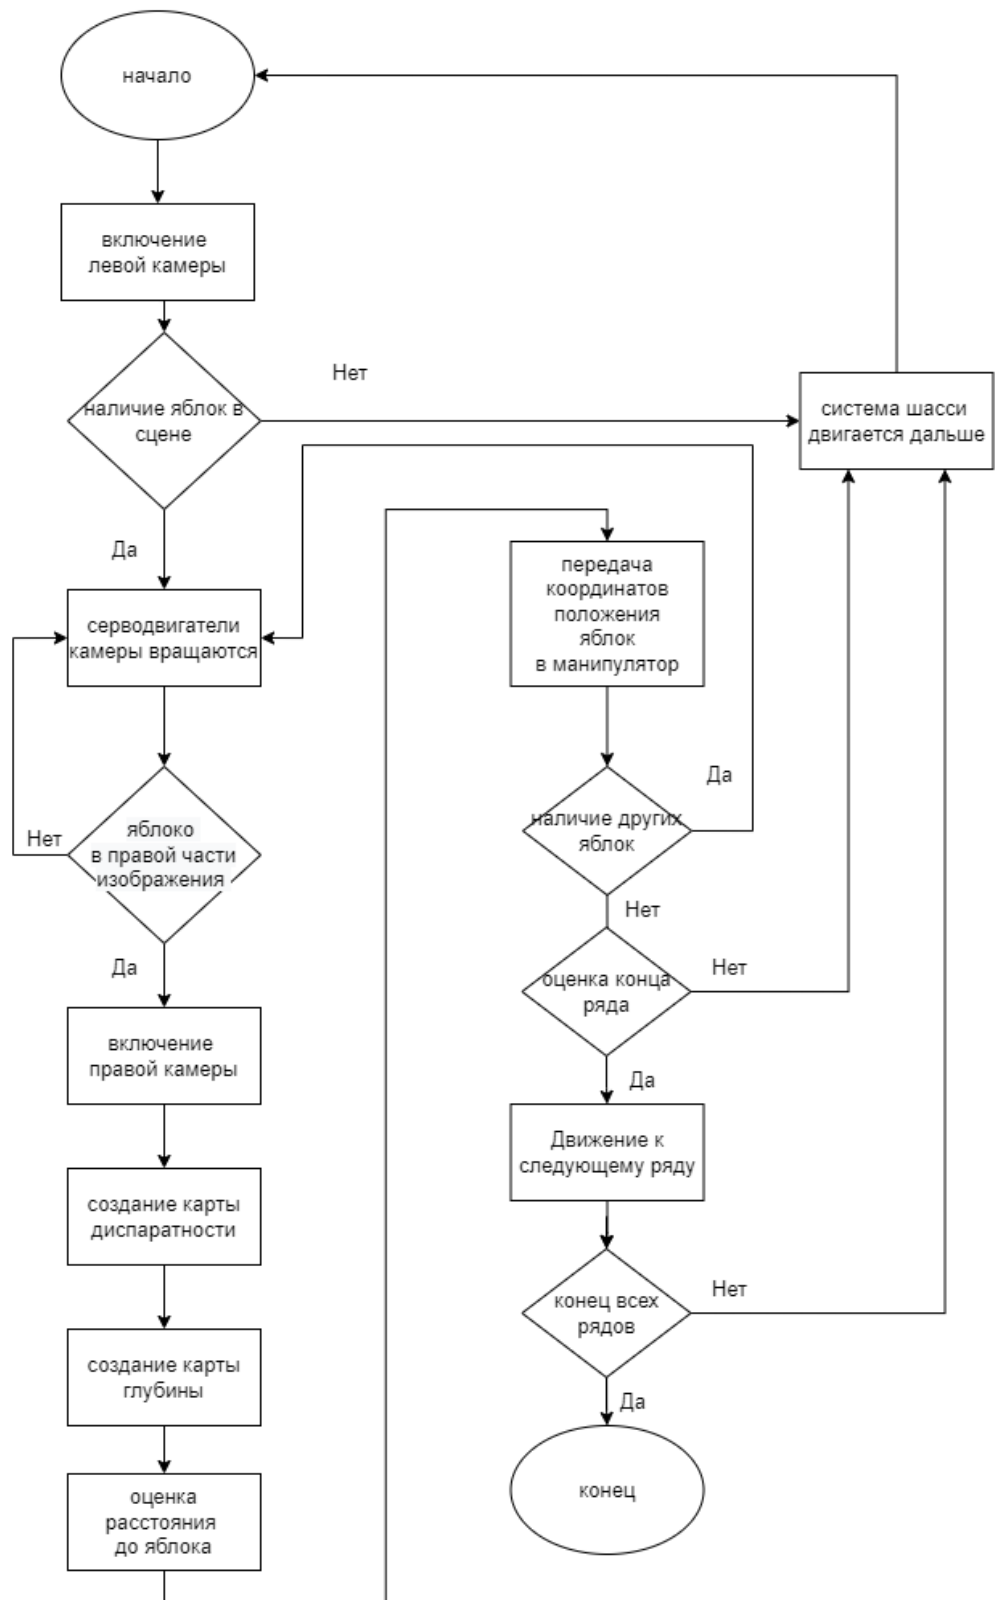 начало
включение
левой камеры
наличие яблок в
сцене
Нет
система шасси
двигается дальше
Да
серводвигатели
камеры вращаются
яблоко
в правой части
изображения
Нет
Да
включение
правой камеры
создание карты
диспаратности
создание карты
глубины
оценка
расстояния
до яблока
передача
координатов
положения
яблок
в манипулятор
Да
наличие других
яблок
Нет
оценка конца
ряда
Нет
Да
Движение к
следующему ряду
конец всех
рядов
Нет
Да
конец